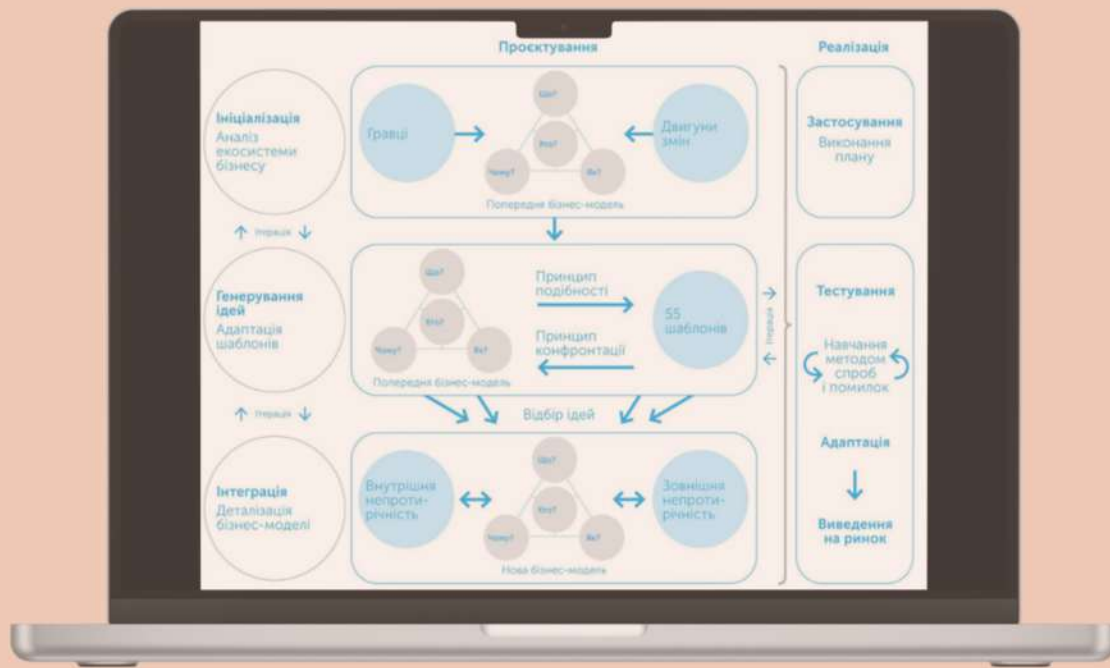 Проєктування
Реалізація
Ініціалізація
Аналіз
екосистеми
бізнесу
Гравці
Що?
Хто?
Чому?
Як?
Двигуни
змін
Попередня бізнес-модель
Застосування
Виконання
плану
Ітерація
Генерування
ідей
Адаптація
шаблонів
Що?
Хто?
Чому?
Як?
Попередня бізнес-модель
Принцип
подібності
Принцип
конфронтації
55
шаблонів
Ітерація
Тестування
Навчання
методом
спроб
і помилок
Ітерація
Відбір ідей
Адаптація
Інтеграція
Деталізація
бізнес-моделі
Внутрішня
непроти-
річність
Що?
Хто?
Чому?
Як?
Зовнішня
непроти-
річність
Нова бізнес-модель
Виведення
на ринок